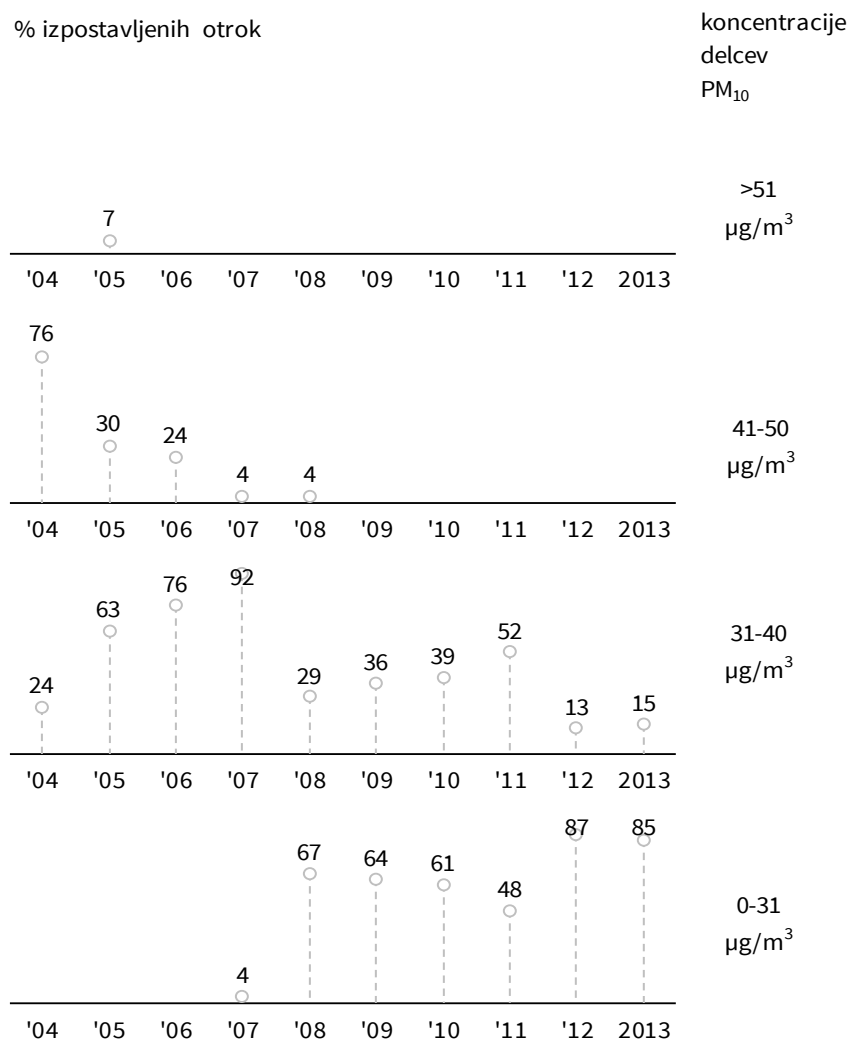 % izpostavljenih otrok
koncentracije
delcev
PM₁₀
7
>51
µg/m³
'04 '05 '06 '07 '08 '09 '10 '11 '12 2013
76
30 24 4 4
41-50
µg/m³
'04 '05 '06 '07 '08 '09 '10 '11 '12 2013
24 63 76 92 29 36 39 52 13 15
31-40
µg/m³
'04 '05 '06 '07 '08 '09 '10 '11 '12 2013
4 67 64 61 48 87 85
0-31
µg/m³
'04 '05 '06 '07 '08 '09 '10 '11 '12 2013